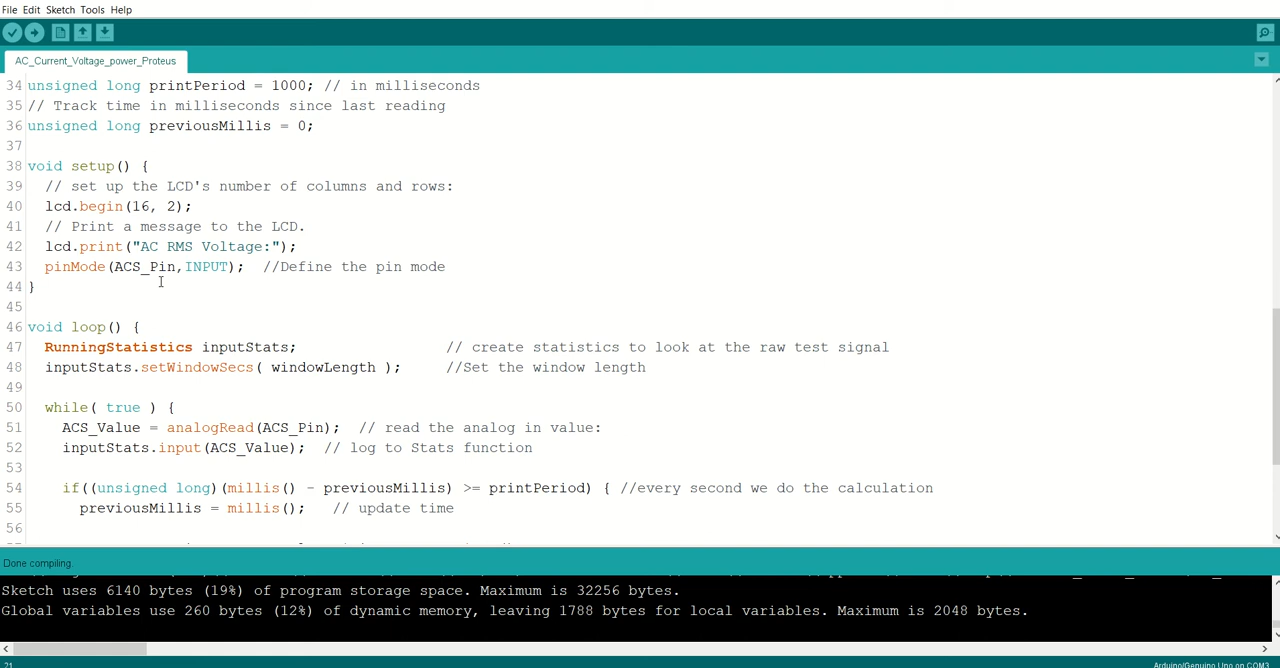 File Edit Sketch Tools Help
AC_Current_Voltage_power_Proteus
34 unsigned long printPeriod = 1000; // in milliseconds
35 // Track time in milliseconds since last reading
36 unsigned long previousMillis = 0;
37
38 void setup() {
39 // set up the LCD's number of columns and rows:
40 lcd.begin(16, 2);
41 // Print a message to the LCD.
42 lcd.print("AC RMS Voltage:");
43 pinMode(ACS_Pin,INPUT); //Define the pin mode
44 }
45
46 void loop() {
47 RunningStatistics inputStats; // create statistics to look at the raw test signal
48 inputStats.setWindowSecs( windowLength ); //Set the window length
49
50 while( true ) {
51 ACS_Value = analogRead(ACS_Pin); // read the analog in value:
52 inputStats.input(ACS_Value); // log to Stats function
53
54 if((unsigned long)(millis() - previousMillis) >= printPeriod) { //every second we do the calculation
55 previousMillis = millis(); // update time
56
Done compiling.
Sketch uses 6140 bytes (19%) of program storage space. Maximum is 32256 bytes.
Global variables use 260 bytes (12%) of dynamic memory, leaving 1788 bytes for local variables. Maximum is 2048 bytes.
21 Arduino/Genuino Uno on COM3